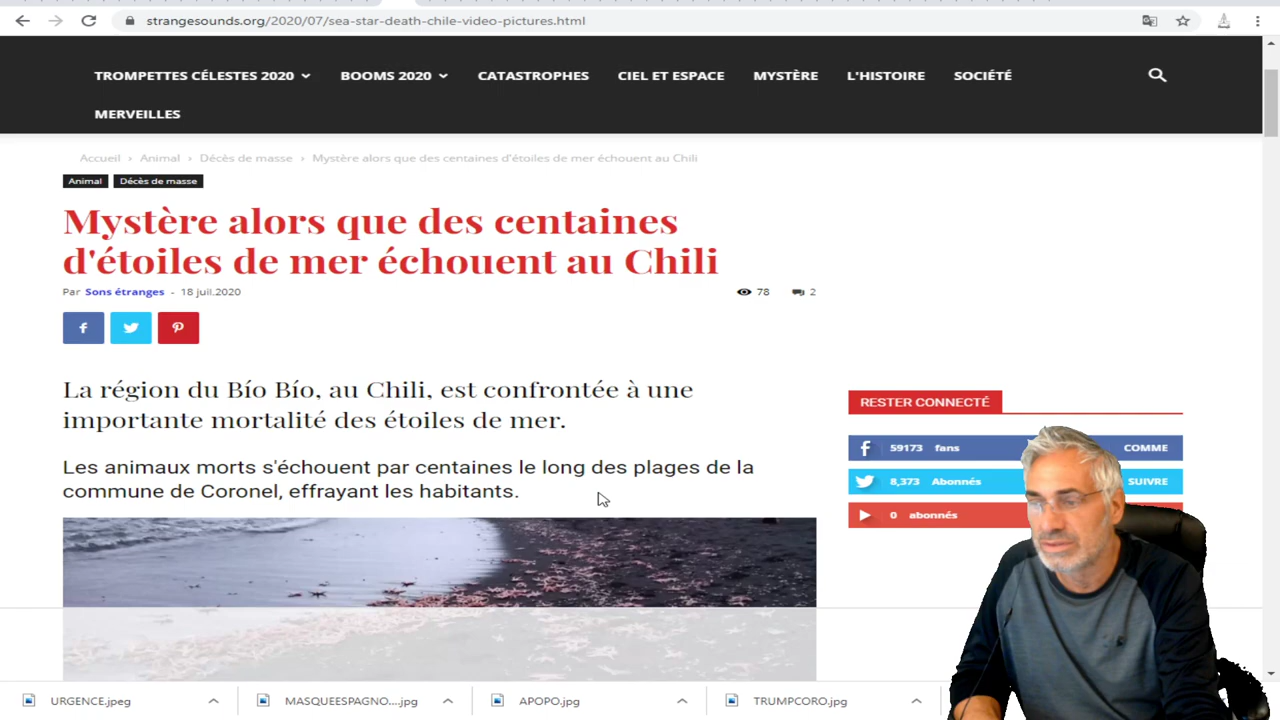 strangesounds.org/2020/07/sea-star-death-chile-video-pictures.html
TROMPETTES CÉLESTES 2020 BOOMS 2020 CATASTROPHES CIEL ET ESPACE MYSTÈRE L'HISTOIRE SOCIÉTÉ
MERVEILLES
Accueil › Animal › Décès de masse › Mystère alors que des centaines d'étoiles de mer échouent au Chili
Animal Décès de masse
Mystère alors que des centaines
d'étoiles de mer échouent au Chili
Par Sons étranges - 18 juil.2020 78 2
La région du Bío Bío, au Chili, est confrontée à une
importante mortalité des étoiles de mer.
Les animaux morts s'échouent par centaines le long des plages de la
commune de Coronel, effrayant les habitants.
RESTER CONNECTÉ
59173 fans COMME
8,373 Abonnés SUIVRE
0 abonnés
URGENCE.jpeg MASQUEESPAGNO....jpg APOPO.jpg TRUMPCORO.jpg